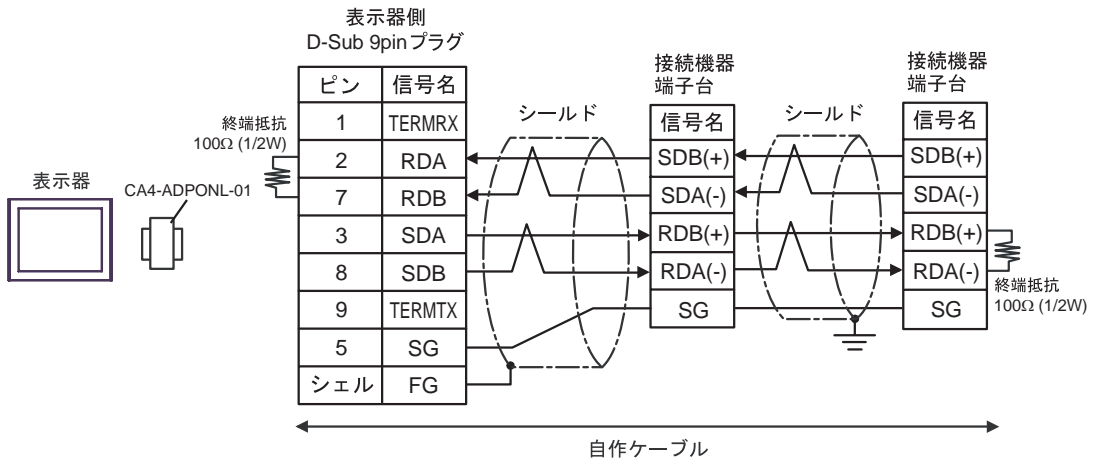 表示器側
D-Sub 9pinプラグ
接続機器
端子台
接続機器
端子台
ピン 信号名
シールド
信号名
シールド
信号名
終端抵抗
100Ω (1/2W)
1 TERMRX
2 RDA
SDB(+)
SDB(+)
表示器
CA4-ADPONL-01
7 RDB
SDA(-)
SDA(-)
3 SDA
RDB(+)
RDB(+)
8 SDB
RDA(-)
RDA(-)
終端抵抗
100Ω (1/2W)
9 TERMTX
SG
SG
5 SG
シェル FG
自作ケーブル